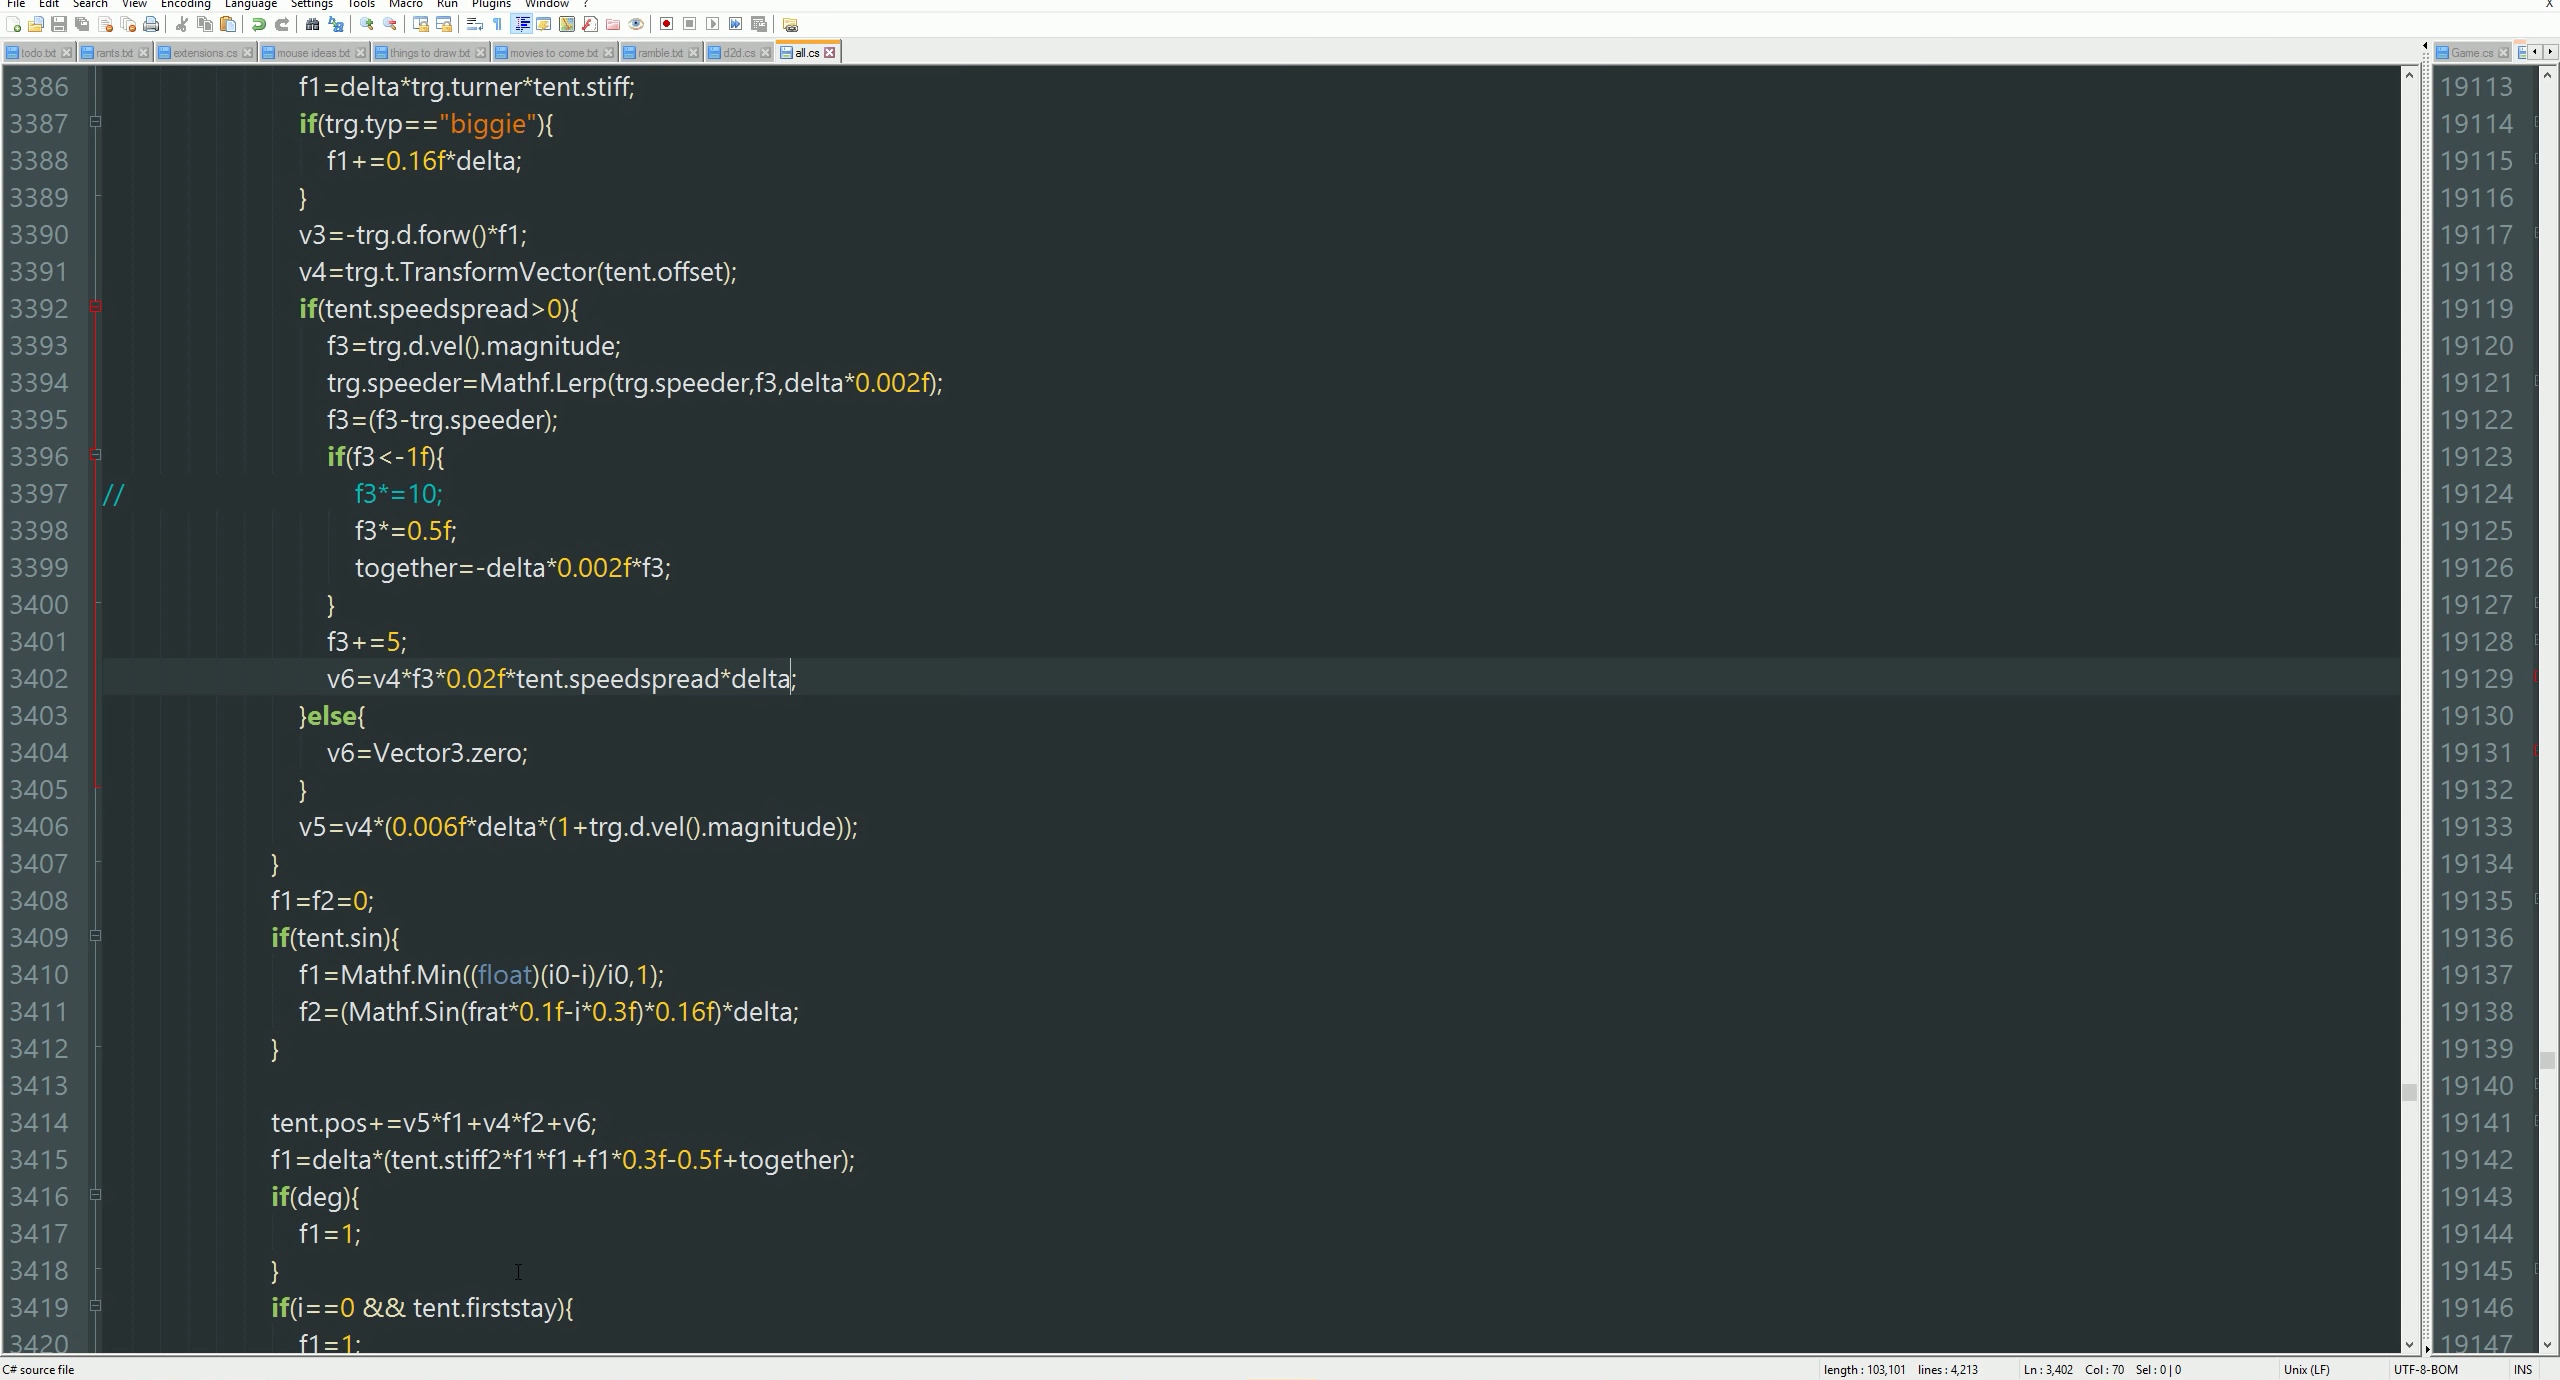 File Edit Search View Encoding Language Settings Tools Macro Run Plugins Window ? X
todo.txt rants.txt extensions.cs mouse ideas.txt things to draw.txt movies to come.txt ramble.txt d2d.cs all.cs Game.cs
3386 f1=delta*trg.turner*tent.stiff;
3387 if(trg.typ=="biggie"){
3388 f1+=0.16f*delta;
3389 }
3390 v3=-trg.d.forw()*f1;
3391 v4=trg.t.TransformVector(tent.offset);
3392 if(tent.speedspread>0){
3393 f3=trg.d.vel().magnitude;
3394 trg.speeder=Mathf.Lerp(trg.speeder,f3,delta*0.002f);
3395 f3=(f3-trg.speeder);
3396 if(f3<-1f){
3397 // f3*=10;
3398 f3*=0.5f;
3399 together=-delta*0.002f*f3;
3400 }
3401 f3+=5;
3402 v6=v4*f3*0.02f*tent.speedspread*delta;
3403 }else{
3404 v6=Vector3.zero;
3405 }
3406 v5=v4*(0.006f*delta*(1+trg.d.vel().magnitude));
3407 }
3408 f1=f2=0;
3409 if(tent.sin){
3410 f1=Mathf.Min((float)(i0-i)/i0,1);
3411 f2=(Mathf.Sin(frat*0.1f-i*0.3f)*0.16f)*delta;
3412 }
3413
3414 tent.pos+=v5*f1+v4*f2+v6;
3415 f1=delta*(tent.stiff2*f1*f1+f1*0.3f-0.5f+together);
3416 if(deg){
3417 f1=1;
3418 }
3419 if(i==0 && tent.firststay){
3420 f1=1;
19113
19114
19115
19116
19117
19118
19119
19120
19121
19122
19123
19124
19125
19126
19127
19128
19129
19130
19131
19132
19133
19134
19135
19136
19137
19138
19139
19140
19141
19142
19143
19144
19145
19146
19147
C# source file length : 103,101 lines : 4,213 Ln : 3,402 Col : 70 Sel : 0 | 0 Unix (LF) UTF-8-BOM INS